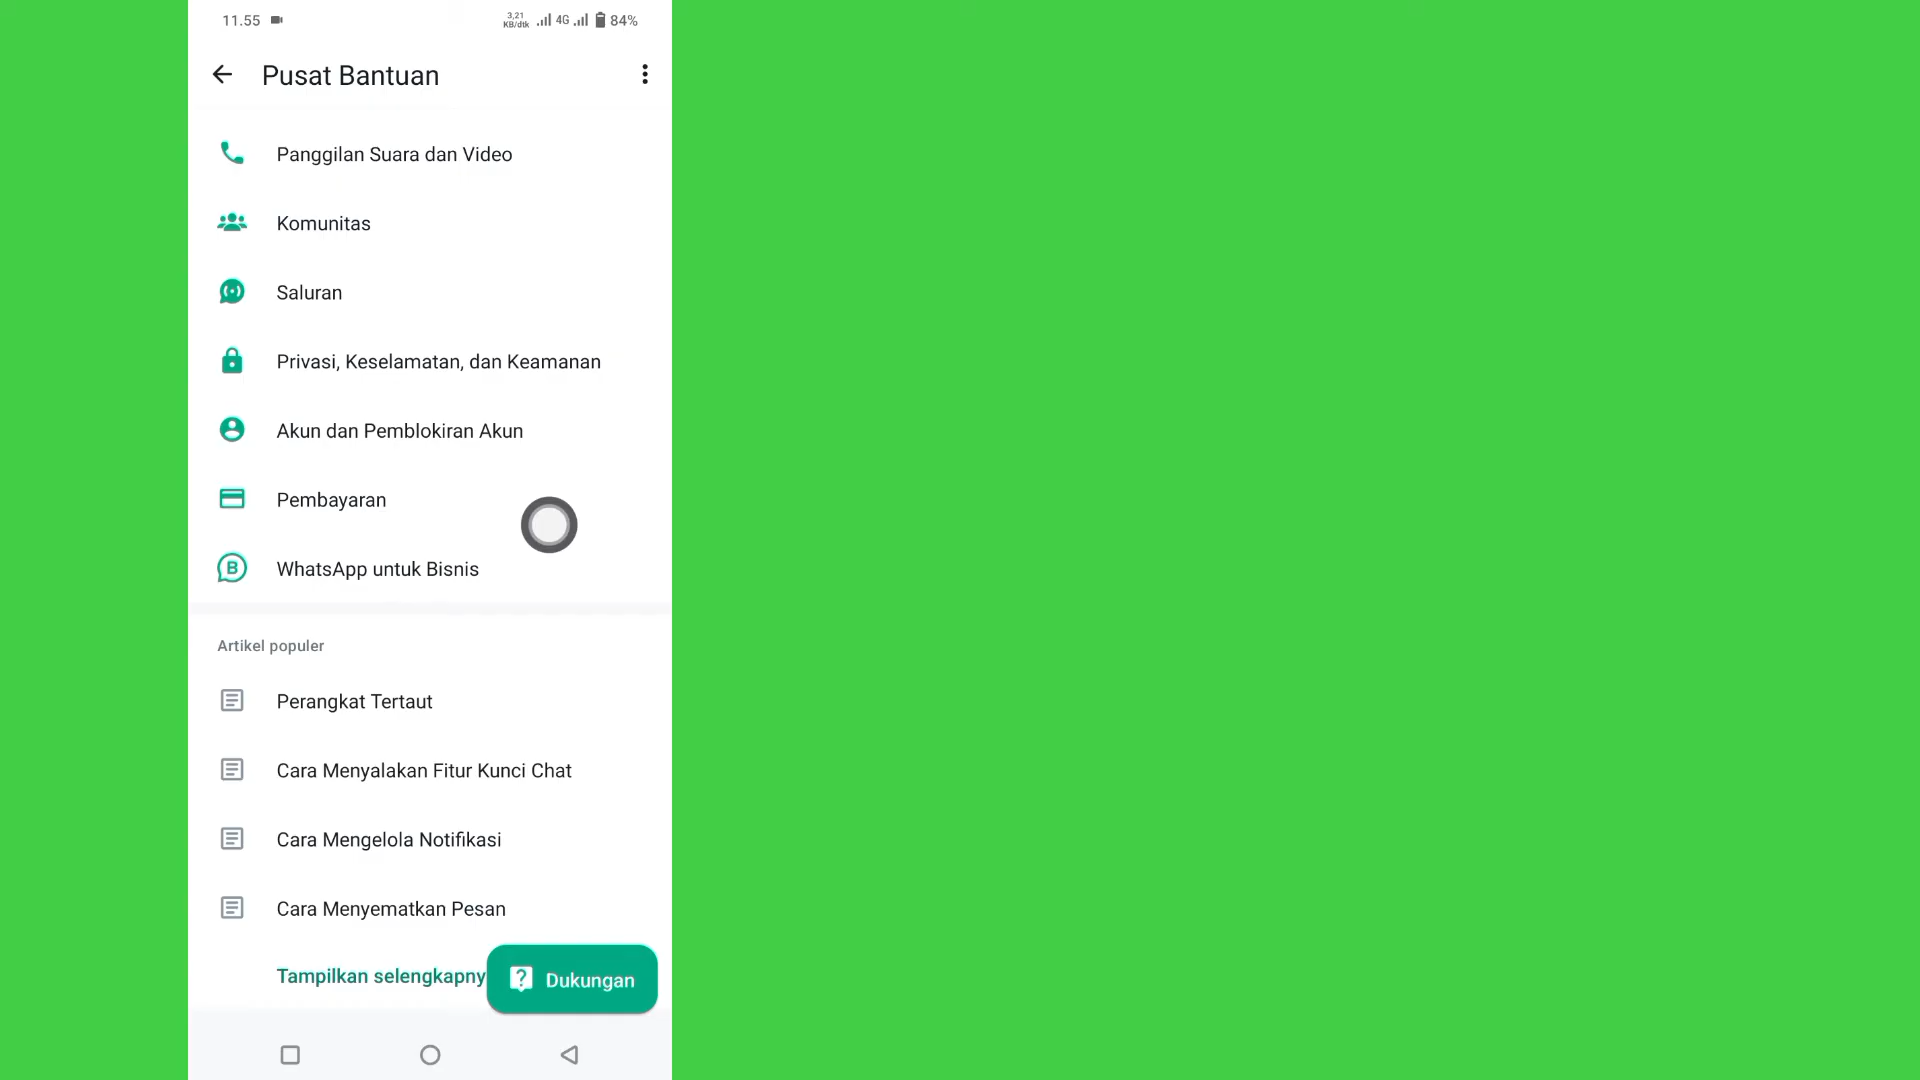 11.55
3,21
KB/dtk
4G
84%
Pusat Bantuan
Panggilan Suara dan Video
Komunitas
Saluran
Privasi, Keselamatan, dan Keamanan
Akun dan Pemblokiran Akun
Pembayaran
B
WhatsApp untuk Bisnis
Artikel populer
Perangkat Tertaut
Cara Menyalakan Fitur Kunci Chat
Cara Mengelola Notifikasi
Cara Menyematkan Pesan
Tampilkan selengkapny
? Dukungan